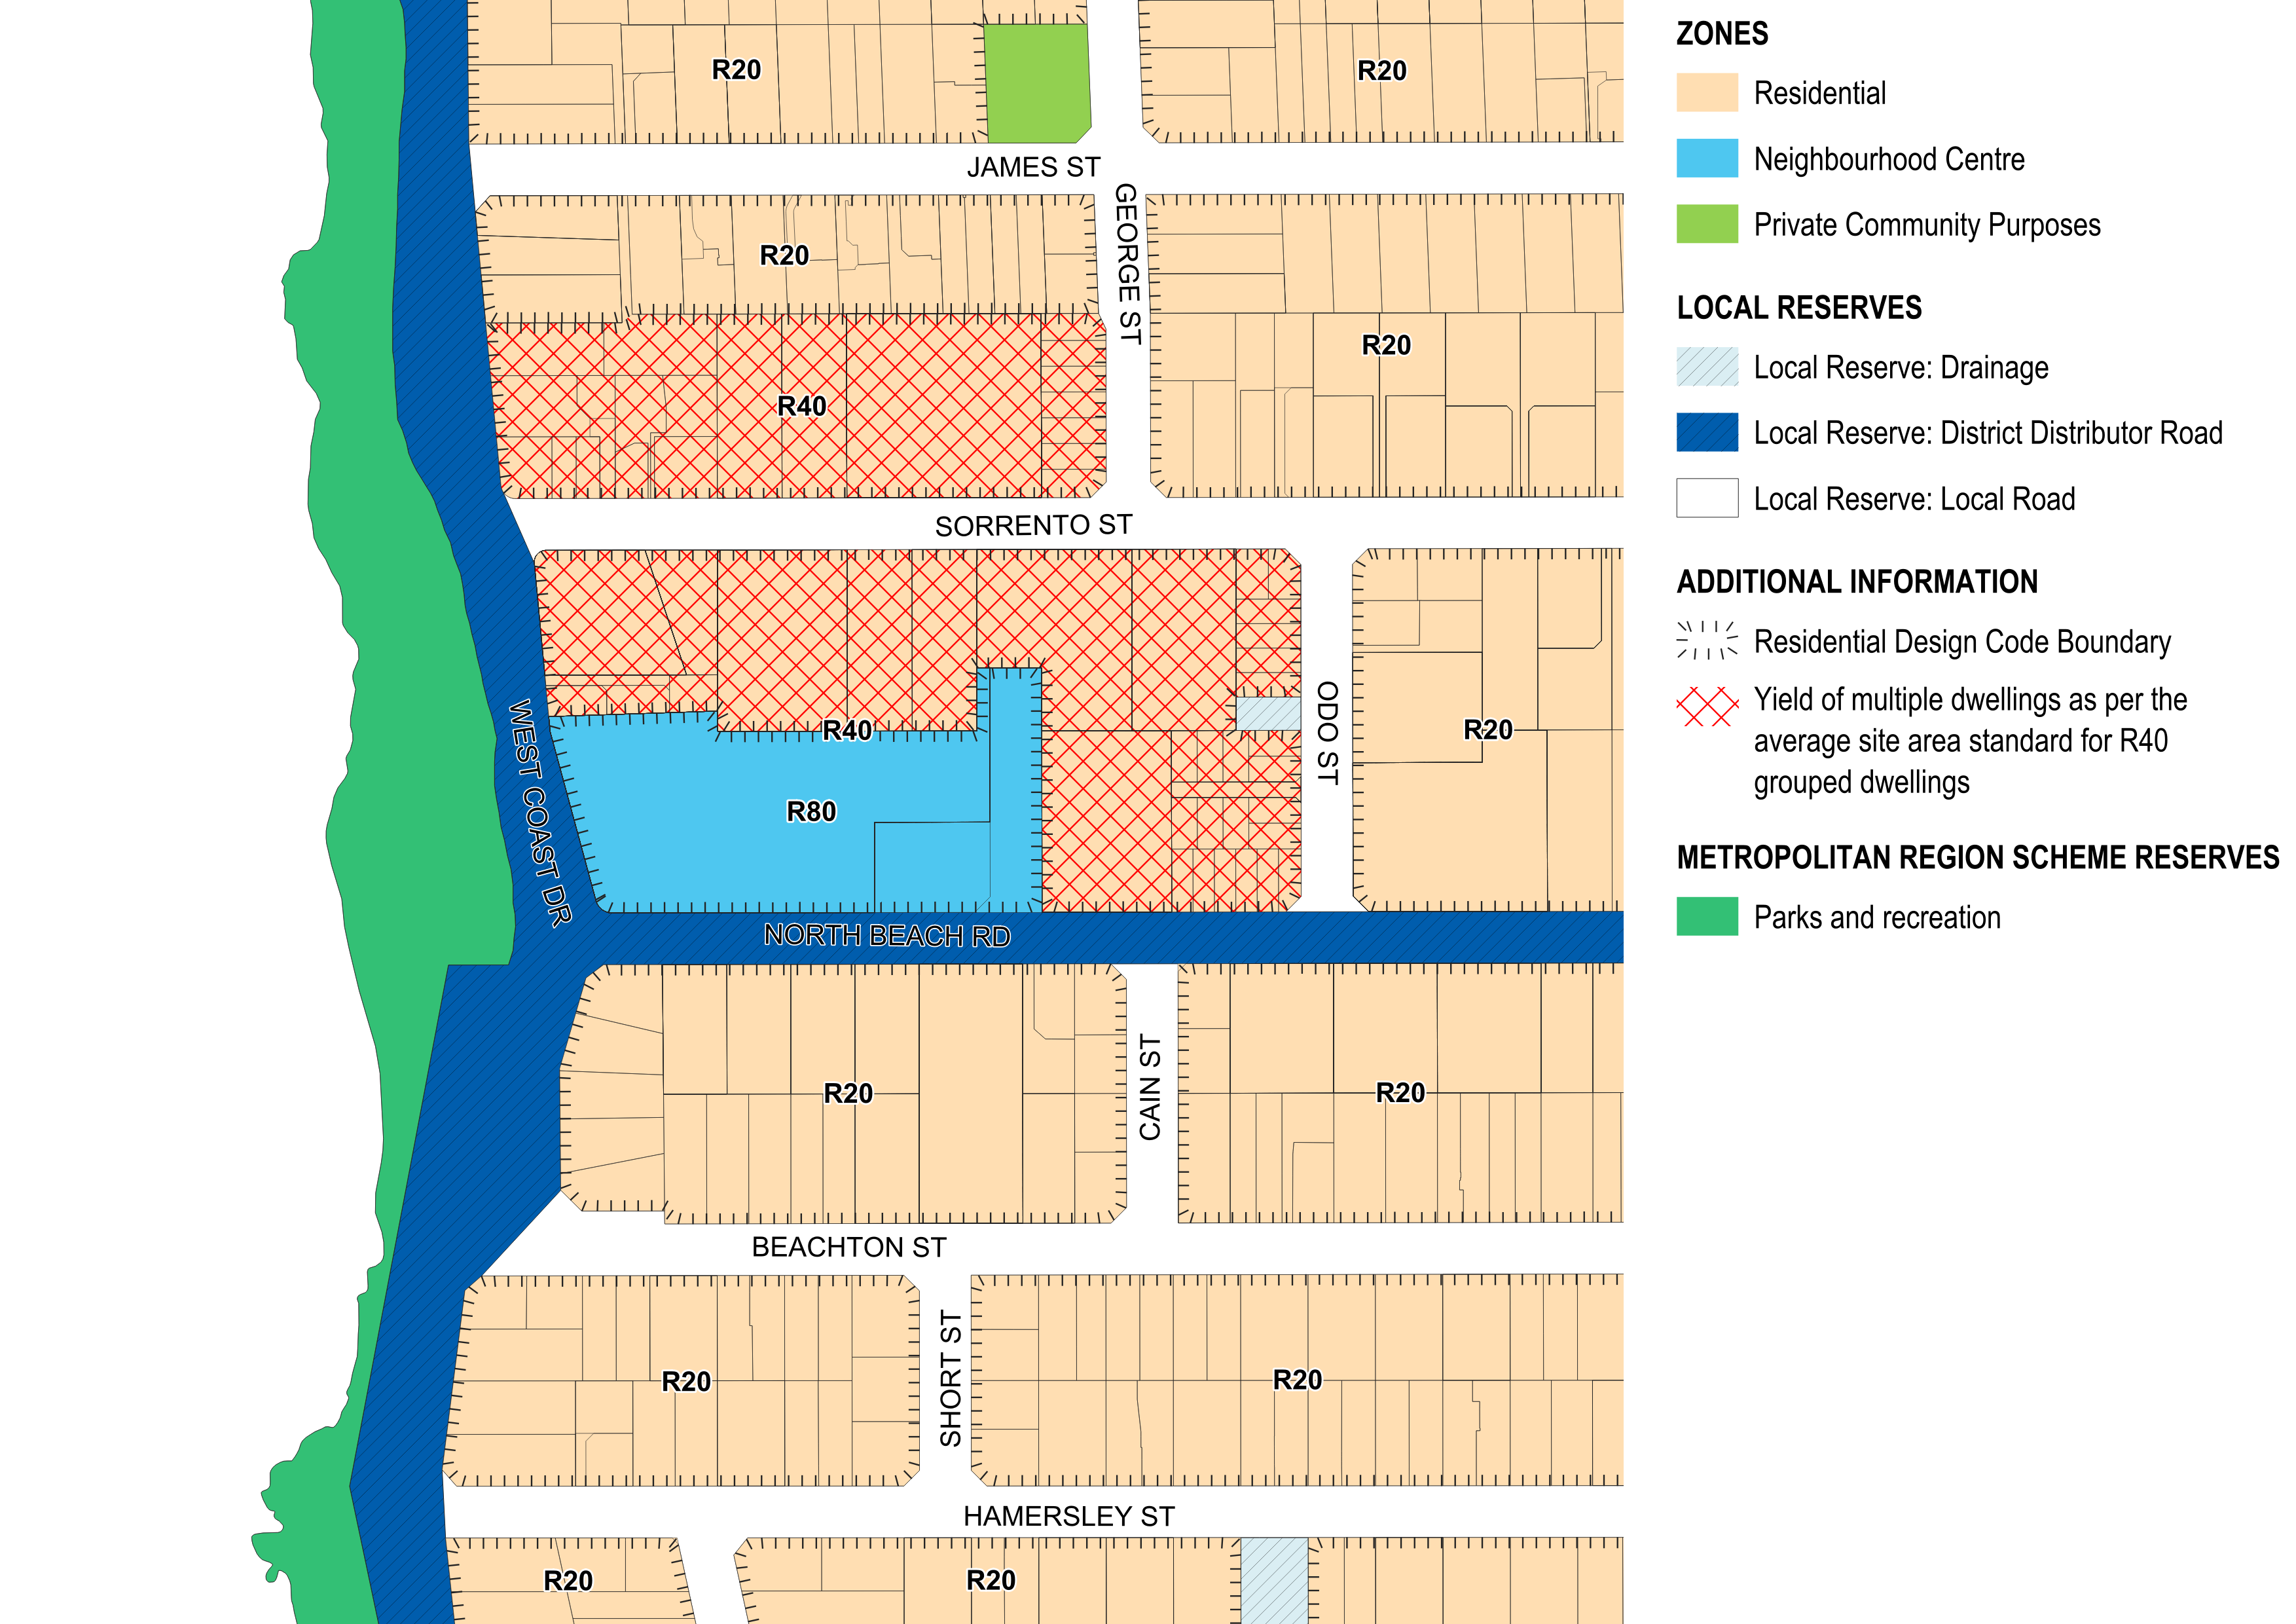 R20
R20
JAMES ST
GEORGE ST
R20
R20
R40
SORRENTO ST
WEST COAST DR
R40
ODO ST
R20
R80
NORTH BEACH RD
R20
CAIN ST
R20
BEACHTON ST
R20
SHORT ST
R20
HAMERSLEY ST
R20
R20
ZONES
Residential
Neighbourhood Centre
Private Community Purposes
LOCAL RESERVES
Local Reserve: Drainage
Local Reserve: District Distributor Road
Local Reserve: Local Road
ADDITIONAL INFORMATION
Residential Design Code Boundary
Yield of multiple dwellings as per the
average site area standard for R40
grouped dwellings
METROPOLITAN REGION SCHEME RESERVES
Parks and recreation